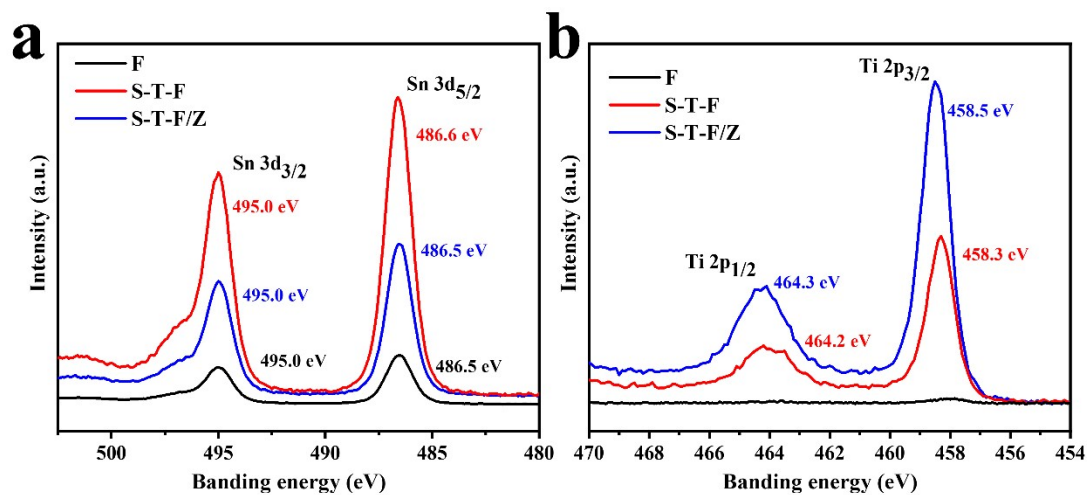 a
F
S-T-F
S-T-F/Z
Sn 3d3/2
495.0 eV
495.0 eV
495.0 eV
Sn 3d5/2
486.6 eV
486.5 eV
486.5 eV
Intensity (a.u.)
500 495 490 485 480
Banding energy (eV)
b
F
S-T-F
S-T-F/Z
Ti 2p3/2
458.5 eV
458.3 eV
Ti 2p1/2
464.3 eV
464.2 eV
Intensity (a.u.)
470 468 466 464 462 460 458 456 454
Banding energy (eV)